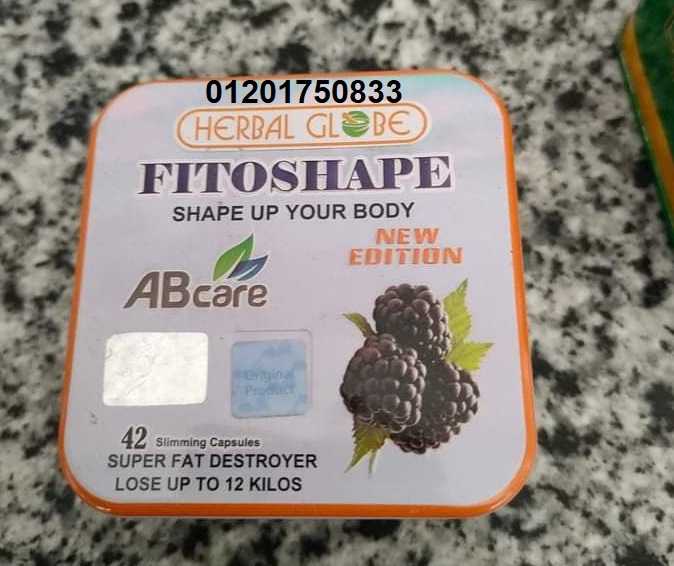 01201750833
HERBAL GLOBE
FITOSHAPE
SHAPE UP YOUR BODY
NEW
EDITION
ABcare
Original
Product
42 Slimming Capsules
SUPER FAT DESTROYER
LOSE UP TO 12 KILOS